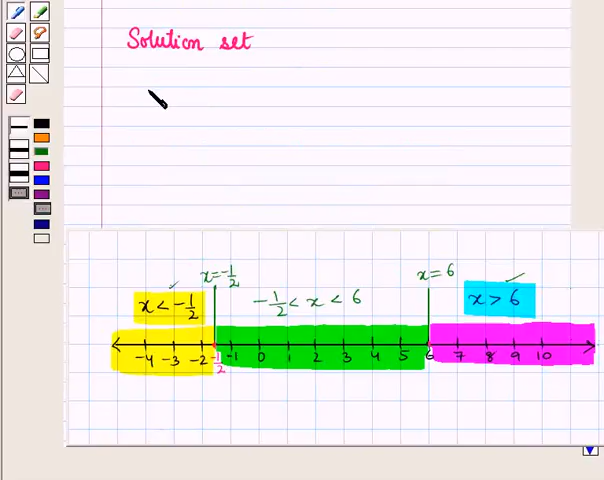 Solution set
x = -1/2
x = 6
x < -1/2
-1/2 < x < 6
x > 6
-4 -3 -2 -1/2 -1 0 1 2 3 4 5 6 7 8 9 10